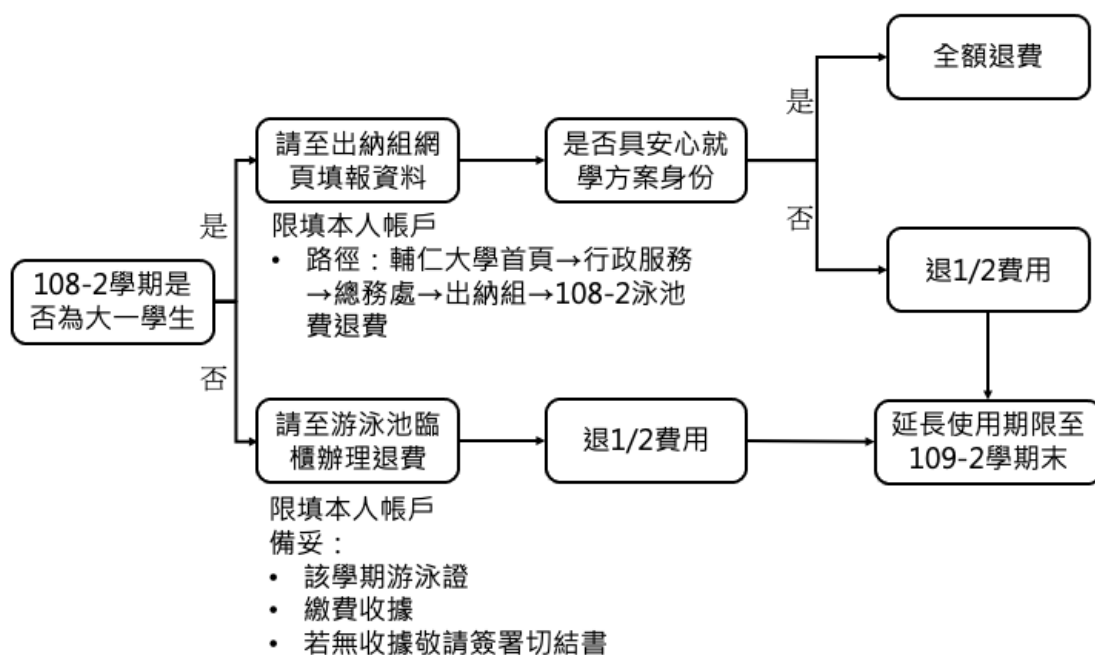 108-2學期是
否為大一學生
是
請至出納組網
頁填報資料
限填本人帳戶
• 路徑：輔仁大學首頁→行政服務
→總務處→出納組→108-2泳池
費退費
是否具安心就
學方案身份
是
全額退費
否
退1/2費用
否
請至游泳池臨
櫃辦理退費
限填本人帳戶
備妥：
• 該學期游泳證
• 繳費收據
• 若無收據敬請簽署切結書
退1/2費用
延長使用期限至
109-2學期末